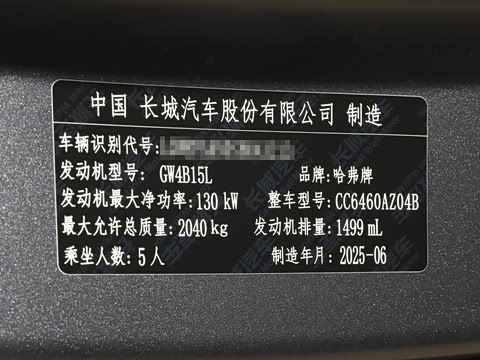 中国 长城汽车股份有限公司 制造
车辆识别代号:
发动机型号: GW4B15L 品牌:哈弗牌
发动机最大净功率:130 kW 整车型号:CC6460AZ04B
最大允许总质量:2040 kg 发动机排量:1499 mL
乘坐人数:5人 制造年月:2025-06